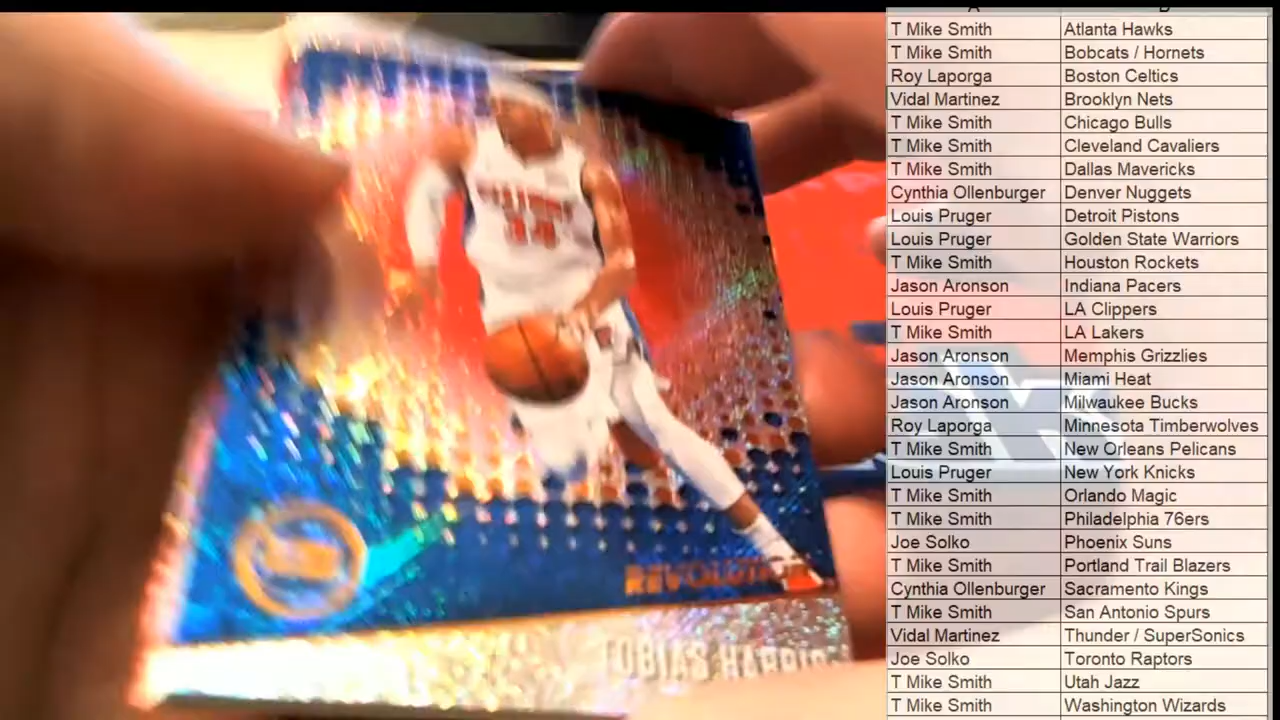 T Mike Smith Atlanta Hawks
T Mike Smith Bobcats / Hornets
Roy Laporga Boston Celtics
Vidal Martinez Brooklyn Nets
T Mike Smith Chicago Bulls
T Mike Smith Cleveland Cavaliers
T Mike Smith Dallas Mavericks
Cynthia Ollenburger Denver Nuggets
Louis Pruger Detroit Pistons
Louis Pruger Golden State Warriors
T Mike Smith Houston Rockets
Jason Aronson Indiana Pacers
Louis Pruger LA Clippers
T Mike Smith LA Lakers
Jason Aronson Memphis Grizzlies
Jason Aronson Miami Heat
Jason Aronson Milwaukee Bucks
Roy Laporga Minnesota Timberwolves
T Mike Smith New Orleans Pelicans
Louis Pruger New York Knicks
T Mike Smith Orlando Magic
T Mike Smith Philadelphia 76ers
Joe Solko Phoenix Suns
T Mike Smith Portland Trail Blazers
Cynthia Ollenburger Sacramento Kings
T Mike Smith San Antonio Spurs
Vidal Martinez Thunder / SuperSonics
Joe Solko Toronto Raptors
T Mike Smith Utah Jazz
T Mike Smith Washington Wizards
REVOLUTION
TOBIAS HARRIS